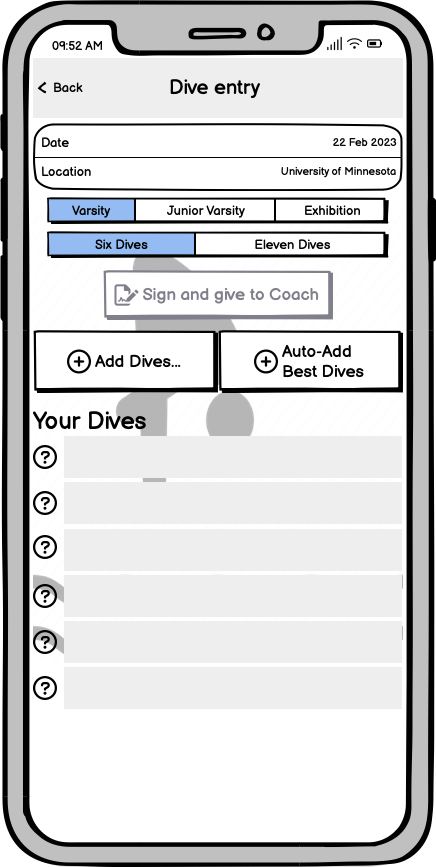 09:52 AM
Back
Dive entry
Date
22 Feb 2023
Location
University of Minnesota
Varsity
Junior Varsity
Exhibition
Six Dives
Eleven Dives
Sign and give to Coach
Add Dives...
Auto-Add
Best Dives
Your Dives
?
?
?
?
?
?